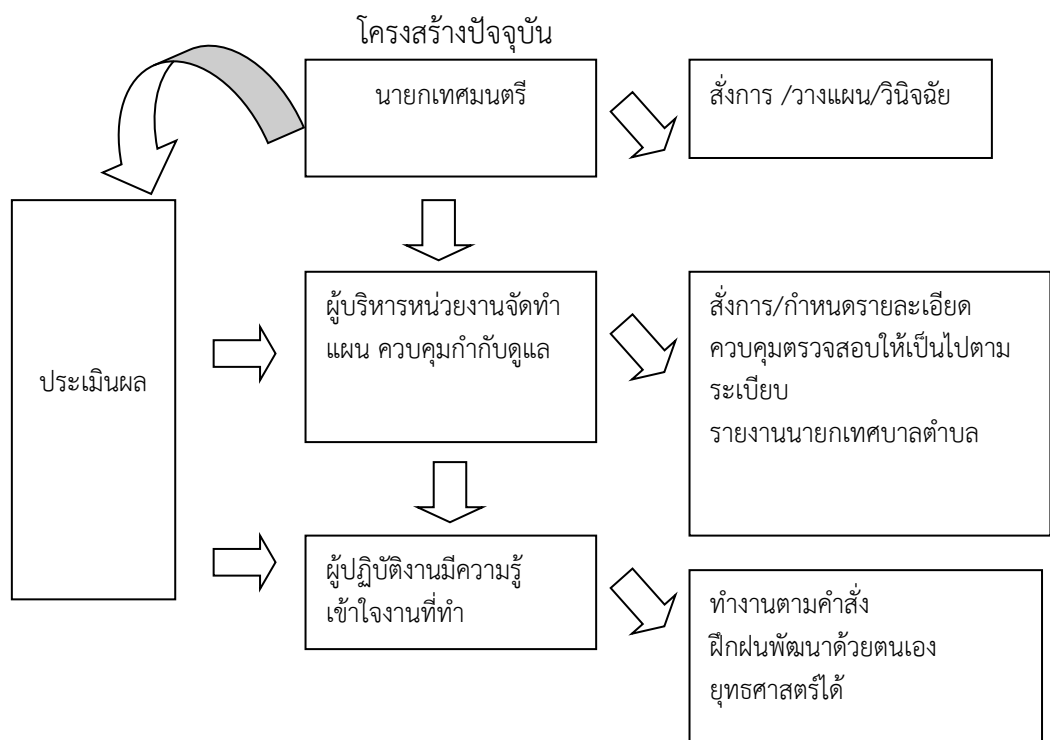 โครงสร้างปัจจุบัน
นายกเทศมนตรี
สั่งการ /วางแผน/วินิจฉัย
ประเมินผล
ผู้บริหารหน่วยงานจัดทำ
แผน ควบคุมกำกับดูแล
สั่งการ/กำหนดรายละเอียด
ควบคุมตรวจสอบให้เป็นไปตาม
ระเบียบ
รายงานนายกเทศบาลตำบล
ผู้ปฏิบัติงานมีความรู้
เข้าใจงานที่ทำ
ทำงานตามคำสั่ง
ฝึกฝนพัฒนาด้วยตนเอง
ยุทธศาสตร์ได้